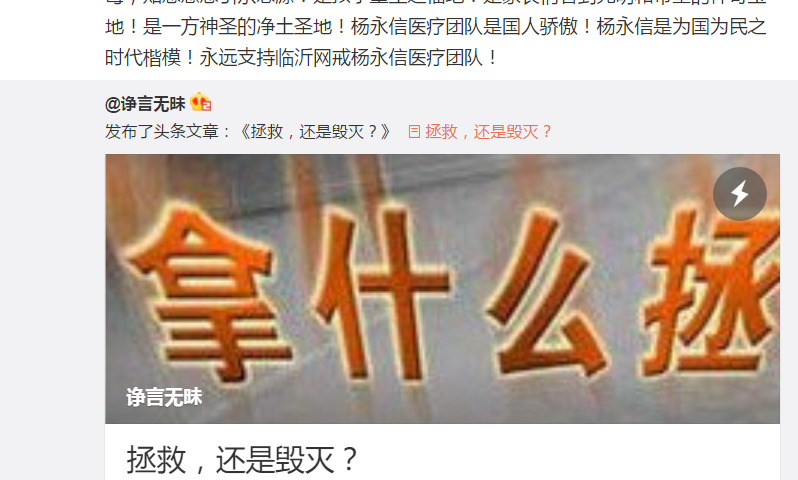 地！是一方神圣的净土圣地！杨永信医疗团队是国人骄傲！杨永信是为国为民之
时代楷模！永远支持临沂网戒杨永信医疗团队！
@诤言无昧
发布了头条文章：《拯救，还是毁灭？》 拯救，还是毁灭？
拿什么拯
诤言无昧
拯救，还是毁灭？